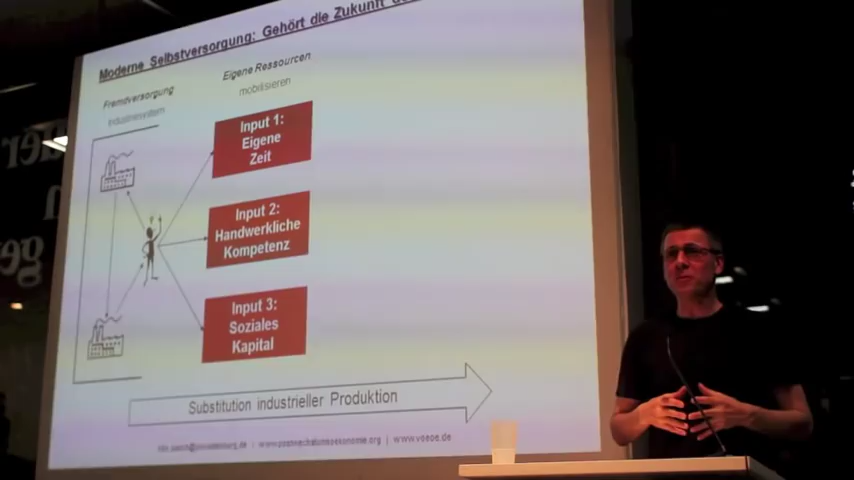 Moderne Selbstversorgung: Gehört die Zukunft
Fremdversorgung
Industriesystem
Eigene Ressourcen
mobilisieren
Input 1:
Eigene
Zeit
Input 2:
Handwerkliche
Kompetenz
Input 3:
Soziales
Kapital
Substitution industrieller Produktion
| www.postwachstumsoekonomie.org | www.voeoe.de